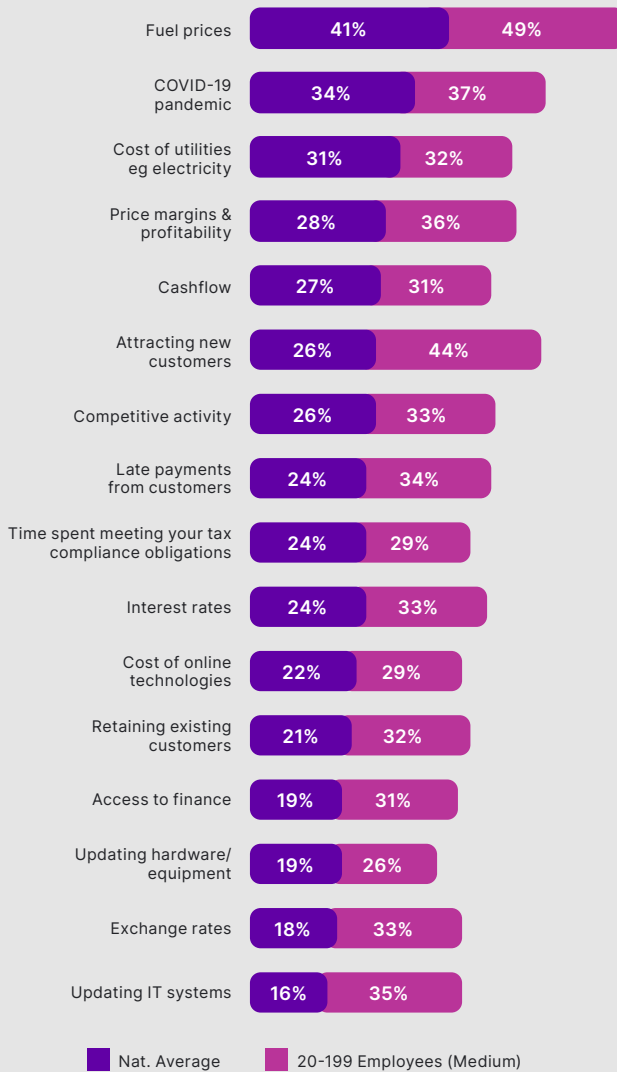 Fuel prices 41% 49%
COVID-19
pandemic
34% 37%
Cost of utilities
eg electricity
31% 32%
Price margins &
profitability
28% 36%
Cashflow 27% 31%
Attracting new
customers
26% 44%
Competitive activity 26% 33%
Late payments
from customers
24% 34%
Time spent meeting your tax
compliance obligations
24% 29%
Interest rates 24% 33%
Cost of online
technologies
22% 29%
Retaining existing
customers
21% 32%
Access to finance 19% 31%
Updating hardware/
equipment
19% 26%
Exchange rates 18% 33%
Updating IT systems 16% 35%
Nat. Average 20-199 Employees (Medium)